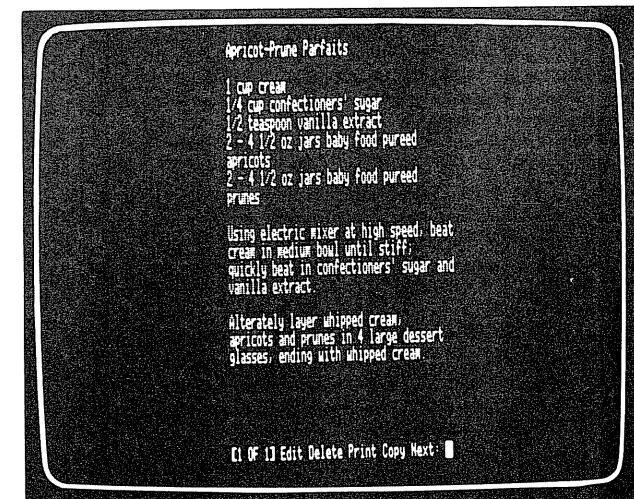 Apricot-Prune Parfaits
1 cup cream
1/4 cup confectioners' sugar
1/2 teaspoon vanilla extract
2 - 4 1/2 oz jars baby food pureed
apricots
2 - 4 1/2 oz jars baby food pureed
prunes
Using electric mixer at high speed, beat
cream in medium bowl until stiff;
quickly beat in confectioners' sugar and
vanilla extract.
Alterately layer whipped cream,
apricots and prunes in 4 large dessert
glasses, ending with whipped cream.
[1 OF 1] Edit Delete Print Copy Next: